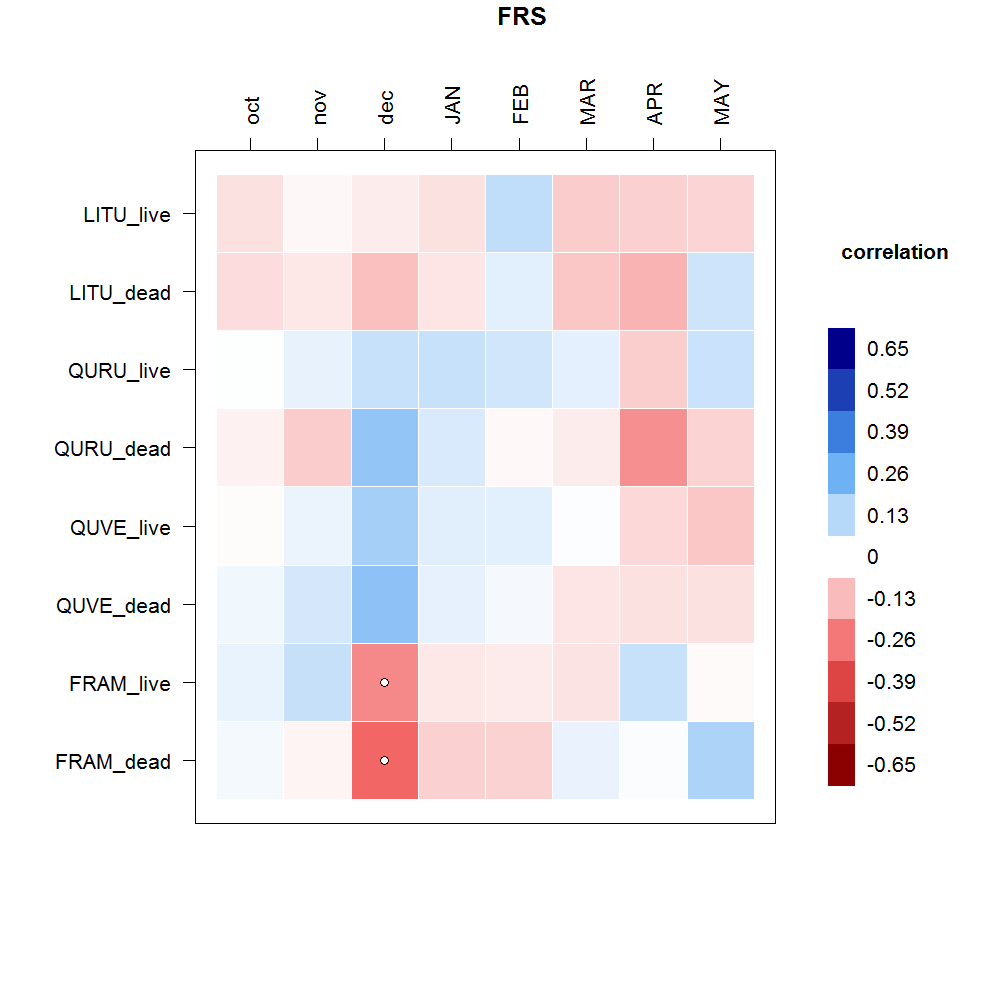 FRS
oct nov dec JAN FEB MAR APR MAY
LITU_live
LITU_dead
QURU_live
QURU_dead
QUVE_live
QUVE_dead
FRAM_live
FRAM_dead
correlation
0.65
0.52
0.39
0.26
0.13
0
-0.13
-0.26
-0.39
-0.52
-0.65